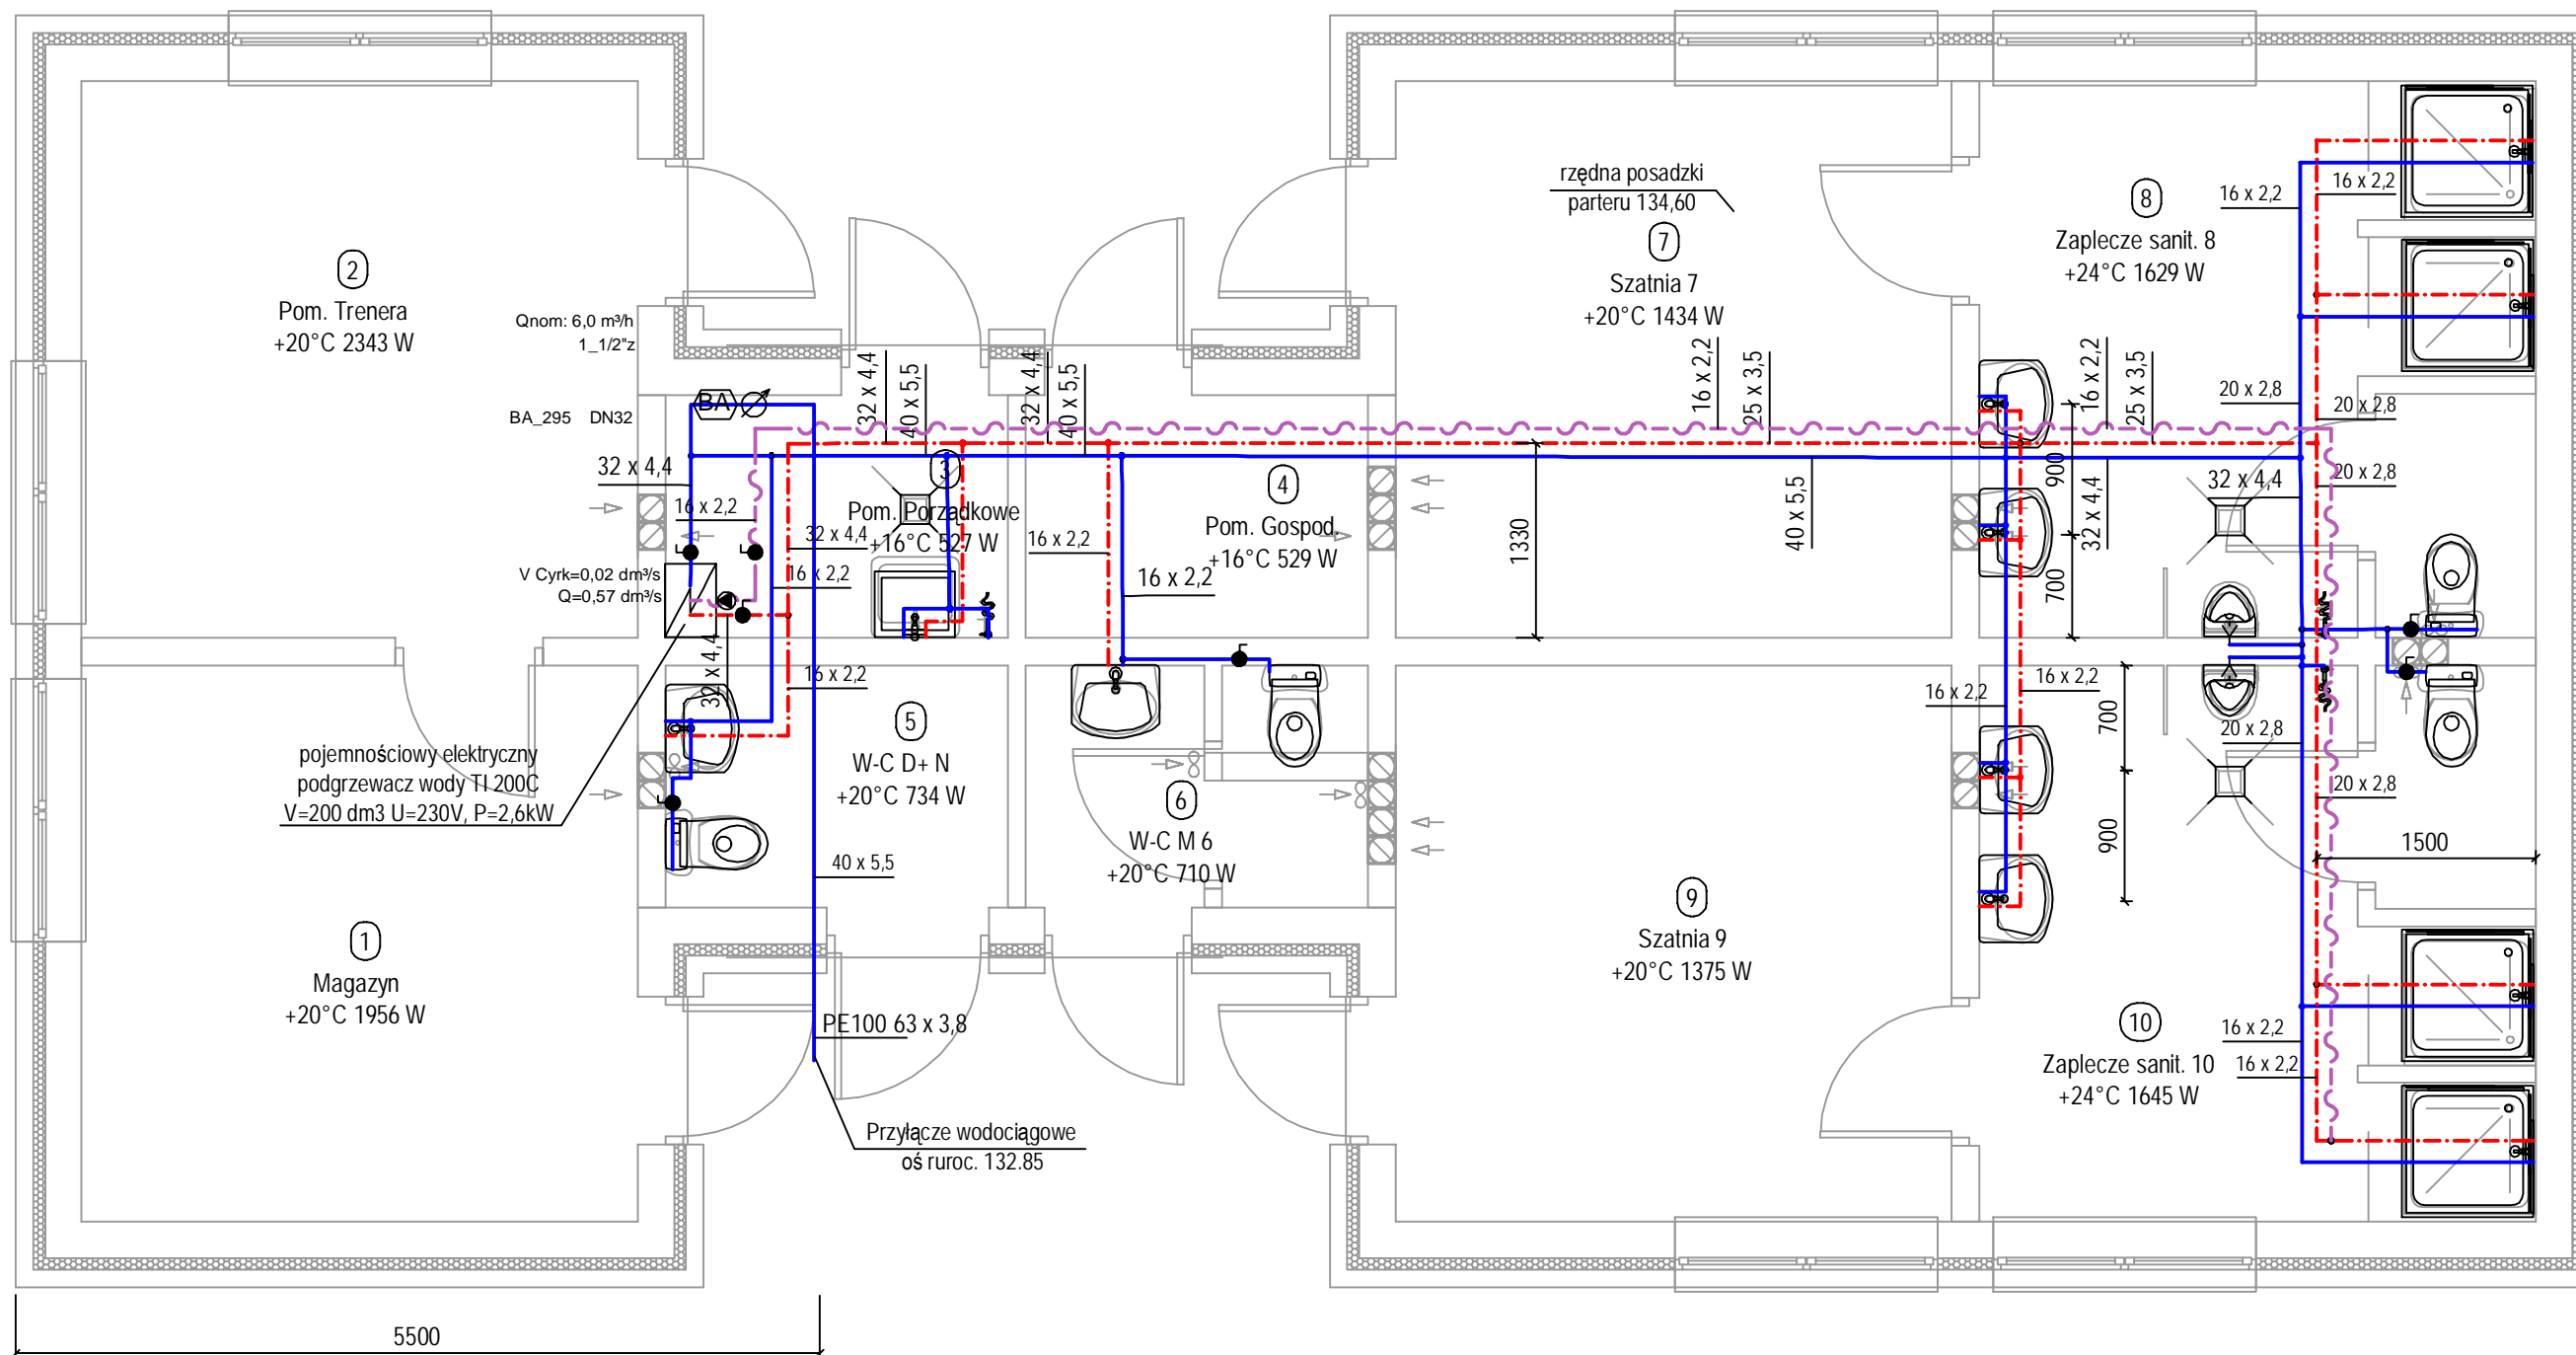 2
Pom. Trenera
+20°C 2343 W
Qnom: 6,0 m³/h
1_1/2"z
BA
BA_295 DN32
32 x 4,4
40 x 5,5
32 x 4,4
40 x 5,5
rzędna posadzki
parteru 134,60
7
Szatnia 7
+20°C 1434 W
16 x 2,2
25 x 3,5
8
Zaplecze sanit. 8
+24°C 1629 W
16 x 2,2
16 x 2,2
16 x 2,2
25 x 3,5
20 x 2,8
20 x 2,8
20 x 2,8
32 x 4,4
32 x 4,4
16 x 2,2
3
Pom. Porządkowe
+16°C 527 W
32 x 4,4
16 x 2,2
V Cyrk=0,02 dm³/s
Q=0,57 dm³/s
32 x 4,4
16 x 2,2
4
Pom. Gospod.
+16°C 529 W
16 x 2,2
16 x 2,2
1330
40 x 5,5
900
700
32 x 4,4
16 x 2,2
16 x 2,2
700
900
20 x 2,8
20 x 2,8
1500
pojemnościowy elektryczny
podgrzewacz wody TL200C
V=200 dm3 U=230V, P=2,6kW
5
W-C D+ N
+20°C 734 W
6
W-C M 6
+20°C 710 W
40 x 5,5
1
Magazyn
+20°C 1956 W
PE100 63 x 3,8
Przyłącze wodociągowe
oś ruroc. 132.85
9
Szatnia 9
+20°C 1375 W
10
Zaplecze sanit. 10
+24°C 1645 W
16 x 2,2
16 x 2,2
5500